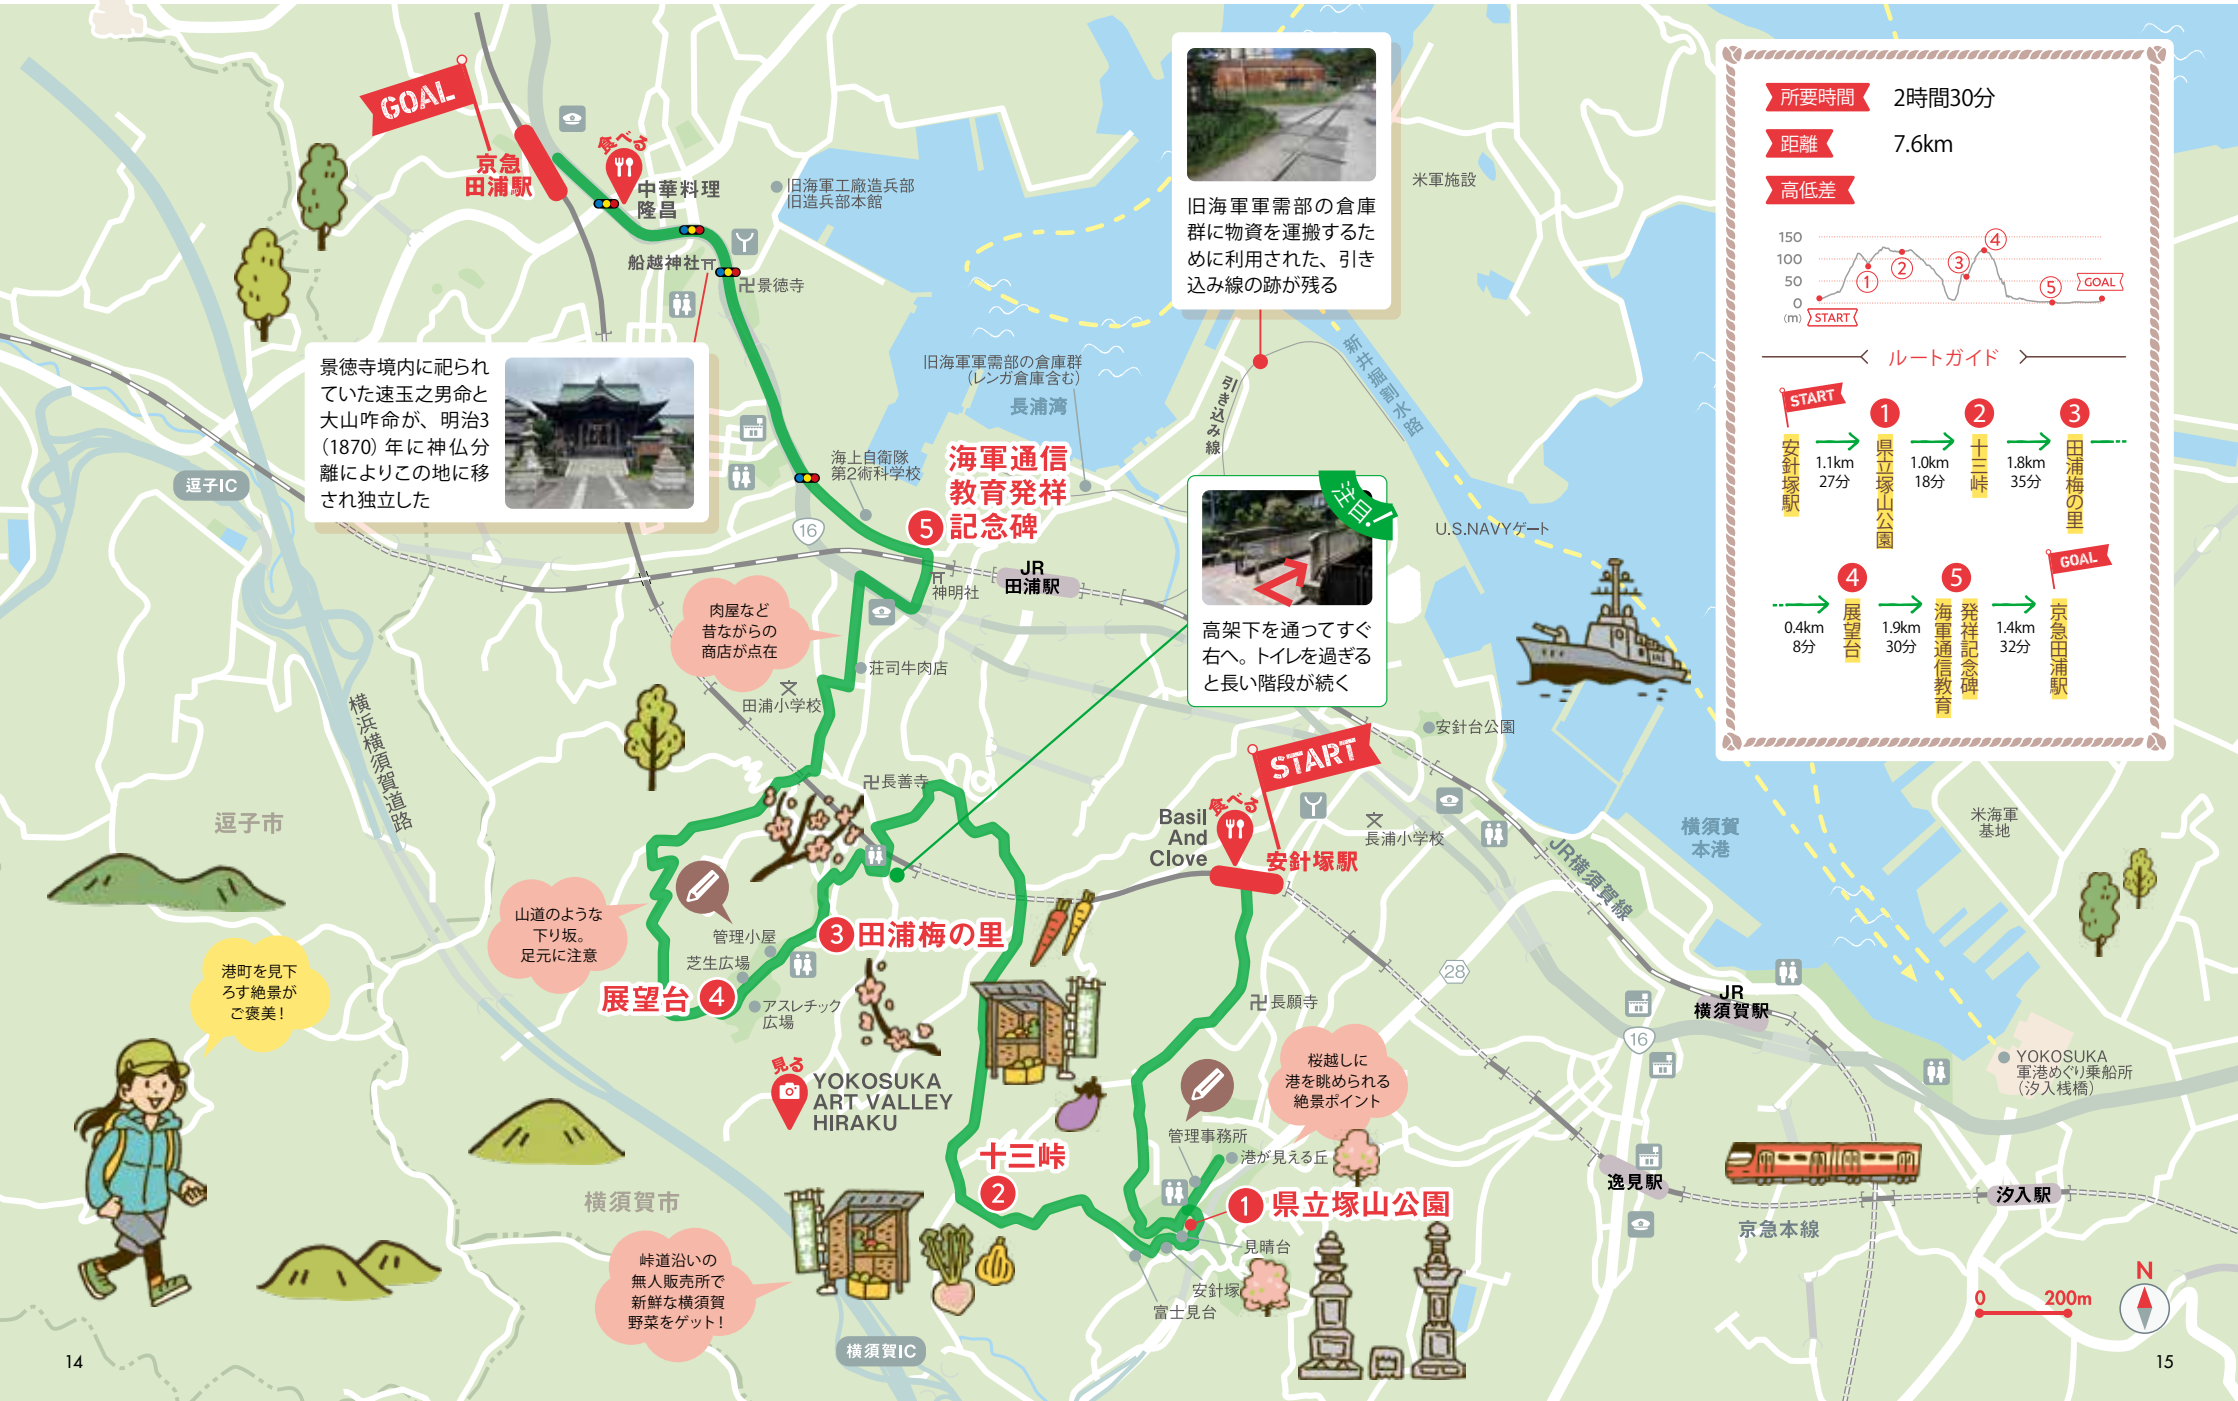 GOAL
京急
田浦駅
食べる
中華料理
隆昌
旧海軍工廠造兵部
旧造兵部本館
船越神社
卍景徳寺
景徳寺境内に祀られ
ていた速玉之男命と
大山咋命が、明治3
（1870）年に神仏分
離によりこの地に移
され独立した
旧海軍軍需部の倉庫
群に物資を運搬するた
めに利用された、引き
込み線の跡が残る
米軍施設
新井掘割水路
引き込み線
旧海軍軍需部の倉庫群
（レンガ倉庫含む）
長浦湾
海上自衛隊
第2術科学校
5
海軍通信
教育発祥
記念碑
16
逗子IC
神明社
JR
田浦駅
U.S.NAVYゲート
注目!
高架下を通ってすぐ
右へ。トイレを過ぎる
と長い階段が続く
肉屋など
昔ながらの
商店が点在
荘司牛肉店
文
田浦小学校
横浜横須賀道路
逗子市
卍長善寺
安針台公園
START
食べる
Basil
And
Clove
安針塚駅
文
長浦小学校
JR横須賀線
横須賀
本港
米海軍
基地
山道のような
下り坂。
足元に注意
管理小屋
芝生広場
3 田浦梅の里
展望台 4
アスレチック
広場
港町を見下
ろす絶景が
ご褒美！
見る
YOKOSUKA
ART VALLEY
HIRAKU
28
卍長願寺
桜越しに
港を眺められる
絶景ポイント
管理事務所
港が見える丘
1 県立塚山公園
見晴台
安針塚
富士見台
十三峠
2
横須賀市
峠道沿いの
無人販売所で
新鮮な横須賀
野菜をゲット！
横須賀IC
JR
横須賀駅
16
YOKOSUKA
軍港めぐり乗船所
（汐入桟橋）
逸見駅
京急本線
汐入駅
0 200m
N
所要時間 2時間30分
距離 7.6km
高低差
150
100
50
0
(m)
START
1
2
3
4
5
GOAL
ルートガイド
START
安針塚駅
1.1km
27分
1
県立塚山公園
1.0km
18分
2
十三峠
1.8km
35分
3
田浦梅の里
0.4km
8分
4
展望台
1.9km
30分
5
海軍通信教育
発祥記念碑
1.4km
32分
GOAL
京急田浦駅
14
15